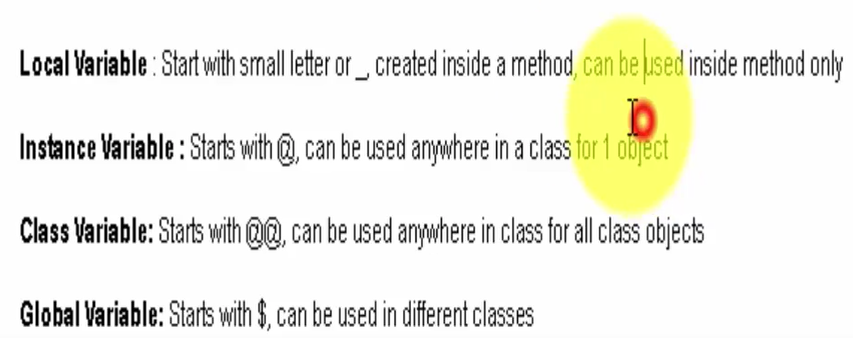 Local Variable : Start with small letter or _, created inside a method, can be used inside method only
Instance Variable : Starts with @, can be used anywhere in a class for 1 object
Class Variable: Starts with @@, can be used anywhere in class for all class objects
Global Variable: Starts with $, can be used in different classes